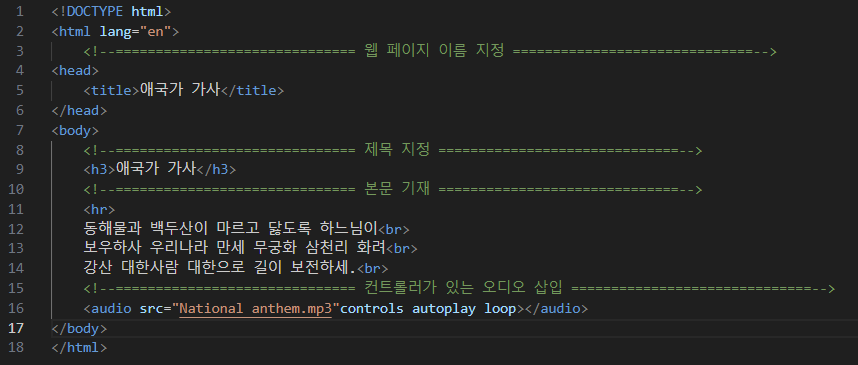 1 <!DOCTYPE html>
2 <html lang="en">
3 <!--============================== 웹 페이지 이름 지정 ==============================-->
4 <head>
5 <title>애국가 가사</title>
6 </head>
7 <body>
8 <!--============================== 제목 지정 ==============================-->
9 <h3>애국가 가사</h3>
10 <!--============================== 본문 기재 ==============================-->
11 <hr>
12 동해물과 백두산이 마르고 닳도록 하느님이<br>
13 보우하사 우리나라 만세 무궁화 삼천리 화려<br>
14 강산 대한사람 대한으로 길이 보전하세.<br>
15 <!--============================== 컨트롤러가 있는 오디오 삽입 ==============================-->
16 <audio src="National anthem.mp3"controls autoplay loop></audio>
17 </body>
18 </html>